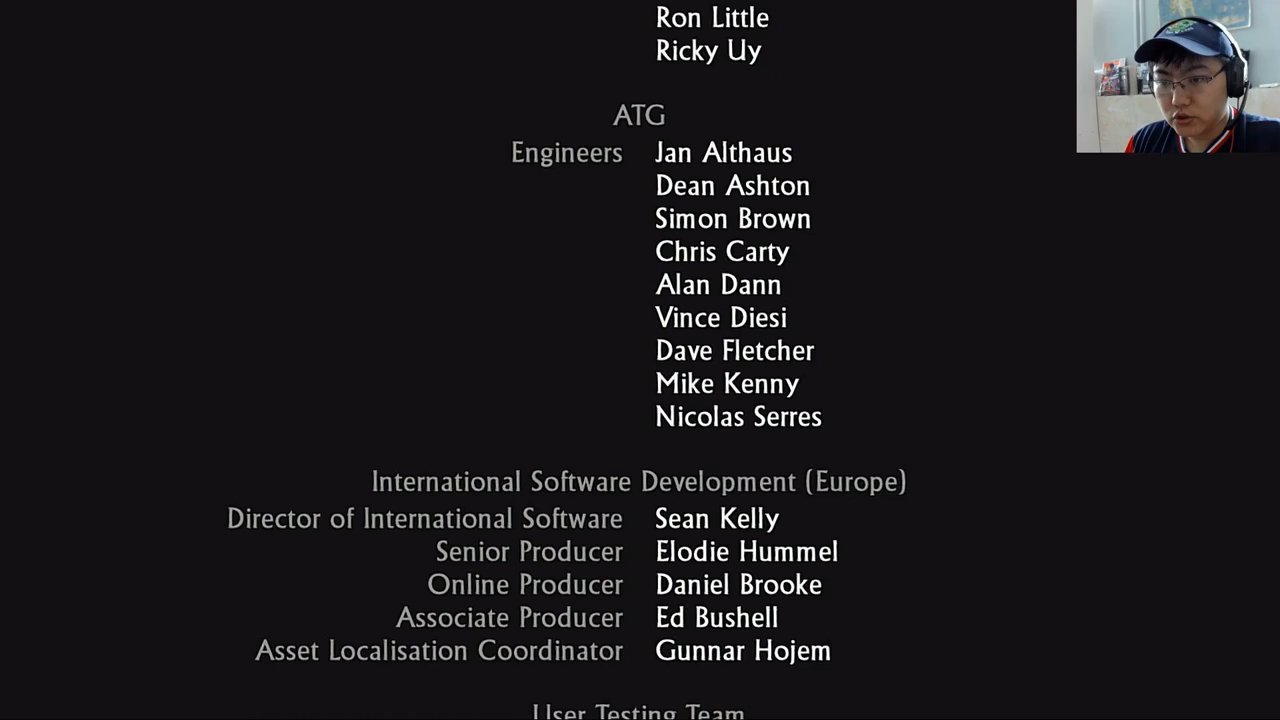 Ron Little
Ricky Uy
ATG
Engineers Jan Althaus
Dean Ashton
Simon Brown
Chris Carty
Alan Dann
Vince Diesi
Dave Fletcher
Mike Kenny
Nicolas Serres
International Software Development (Europe)
Director of International Software Sean Kelly
Senior Producer Elodie Hummel
Online Producer Daniel Brooke
Associate Producer Ed Bushell
Asset Localisation Coordinator Gunnar Hojem
User Testing Team